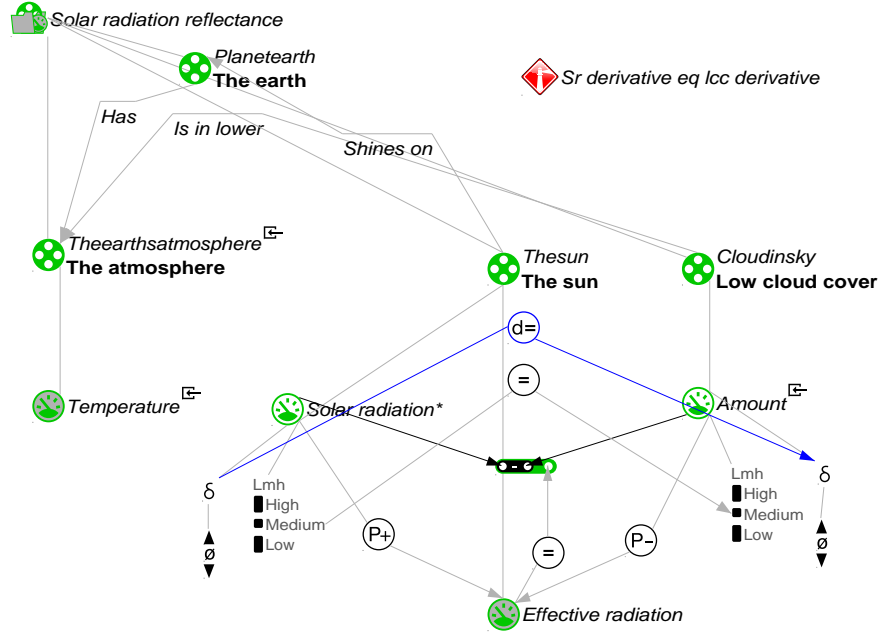 Solar radiation reflectance
Planetearth
The earth
Sr derivative eq lcc derivative
Has
Is in lower
Shines on
Theearthsatmosphere
The atmosphere
Thesun
The sun
Cloudinsky
Low cloud cover
d=
=
Temperature
Solar radiation*
Amount
-
δ
Lmh
High
Medium
Low
ø
P+
=
P-
Lmh
High
Medium
Low
δ
ø
Effective radiation